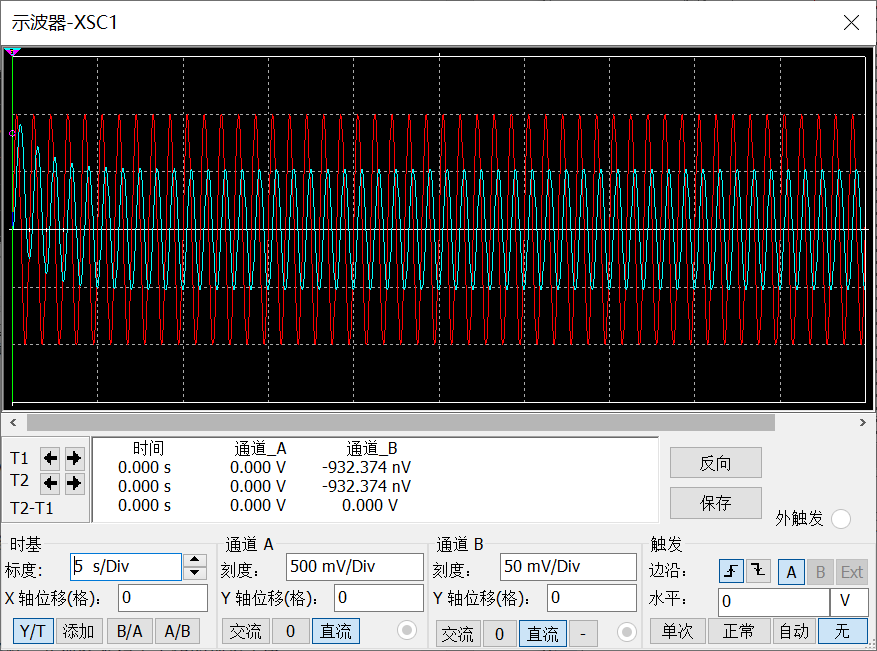 示波器-XSC1
时间 通道_A 通道_B
T1 0.000 s 0.000 V -932.374 nV
T2 0.000 s 0.000 V -932.374 nV
T2-T1 0.000 s 0.000 V 0.000 V
反向
保存
外触发
时基
标度: 5 s/Div
X 轴位移(格): 0
Y/T 添加 B/A A/B
通道 A
刻度: 500 mV/Div
Y 轴位移(格): 0
交流 0 直流
通道 B
刻度: 50 mV/Div
Y 轴位移(格): 0
交流 0 直流 -
触发
边沿: A B Ext
水平: 0 V
单次 正常 自动 无